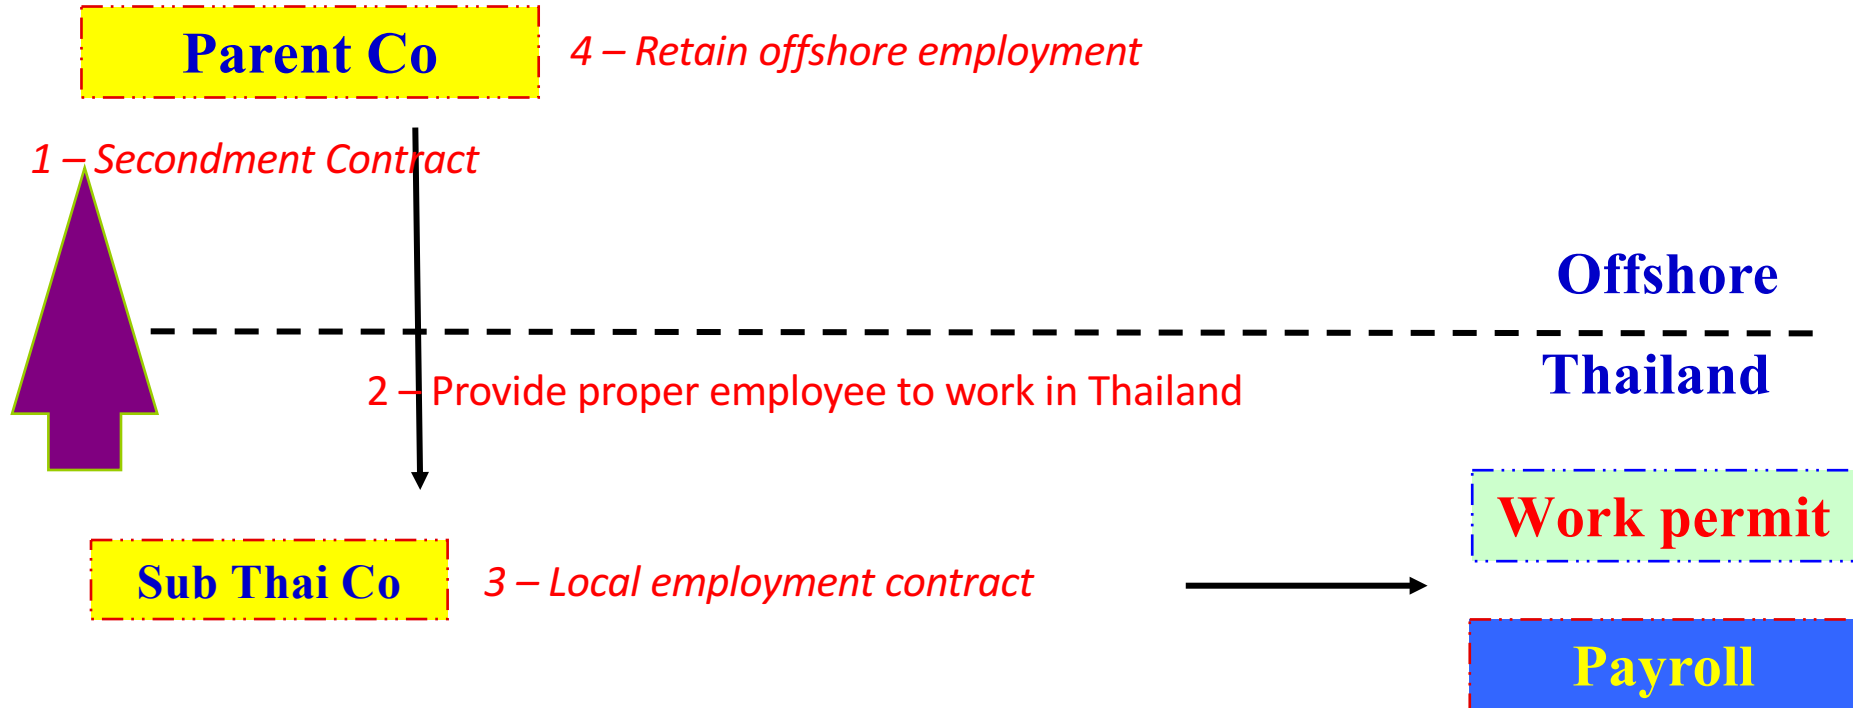 Parent Co
4 – Retain offshore employment
1 – Secondment Contract
Offshore
Thailand
2 – Provide proper employee to work in Thailand
Work permit
Sub Thai Co
3 – Local employment contract
Payroll